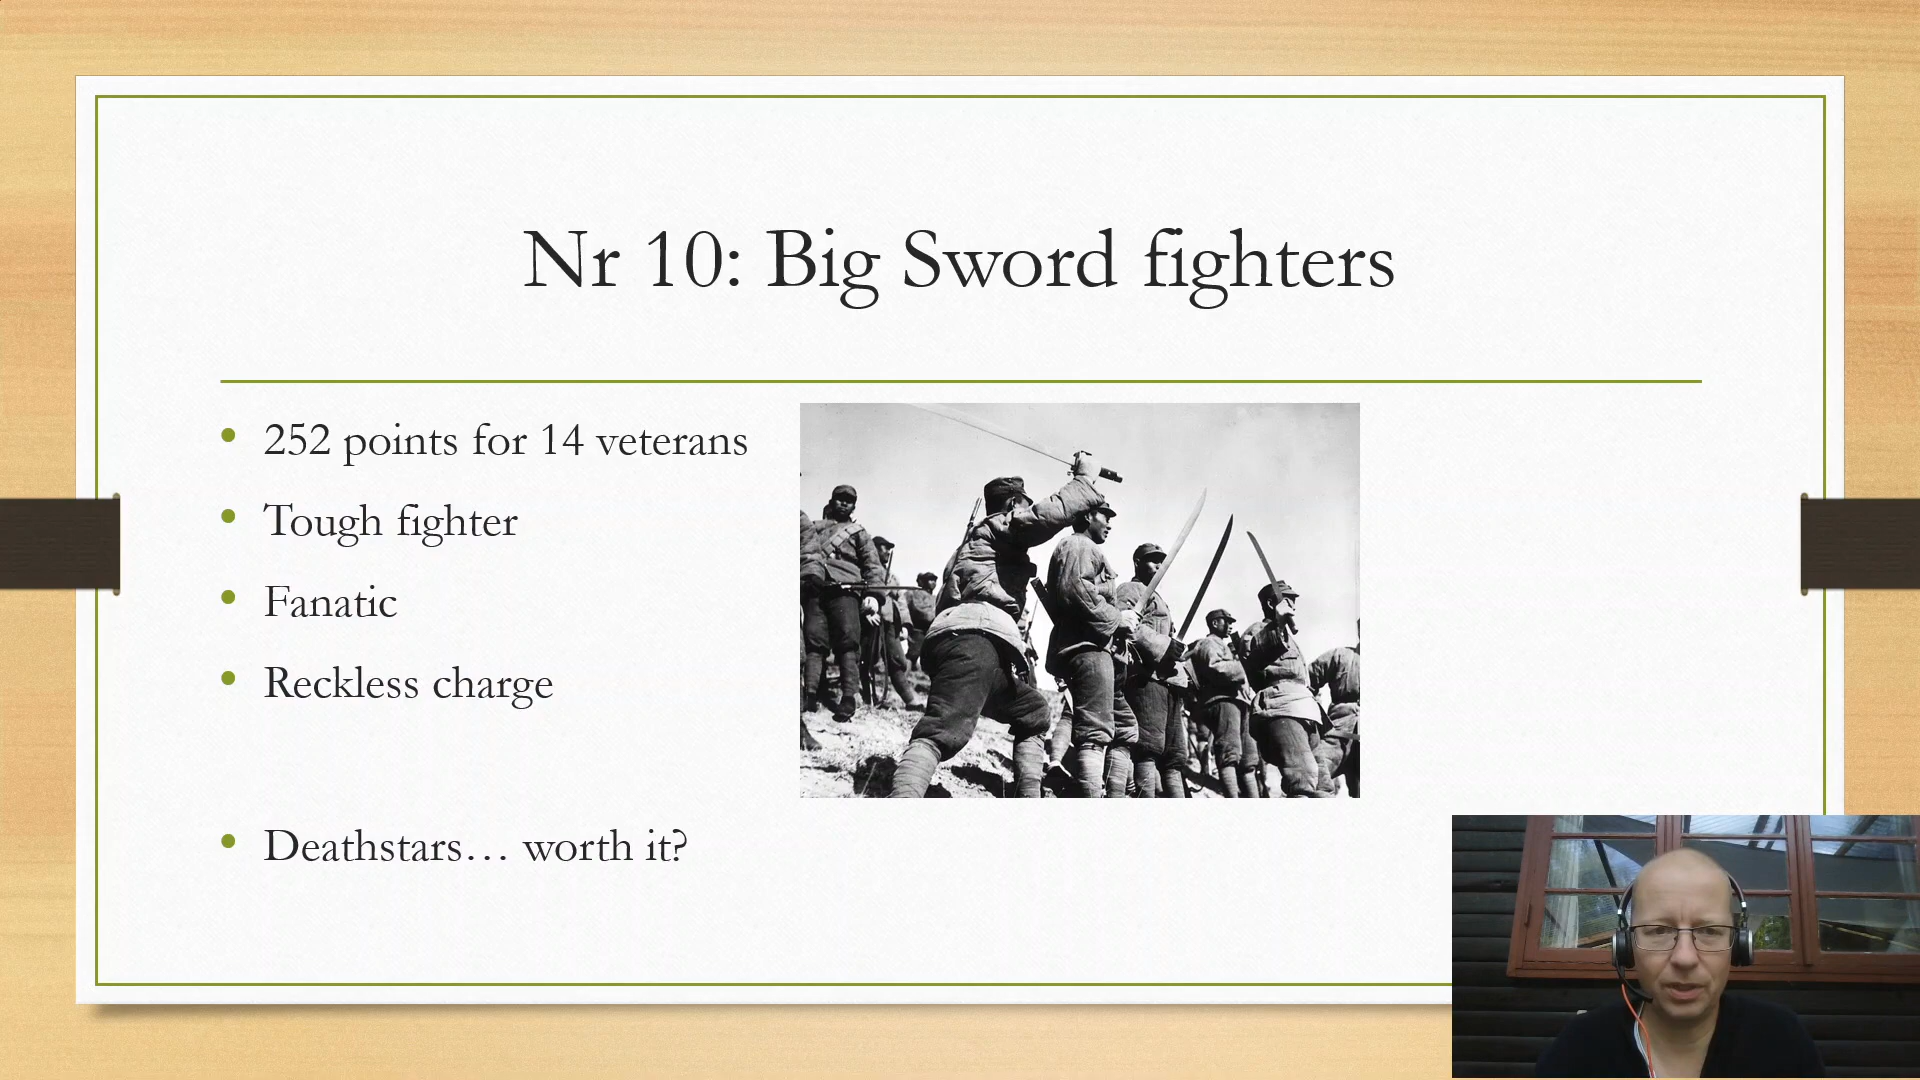 Nr 10: Big Sword fighters
252 points for 14 veterans
Tough fighter
Fanatic
Reckless charge
Deathstars… worth it?